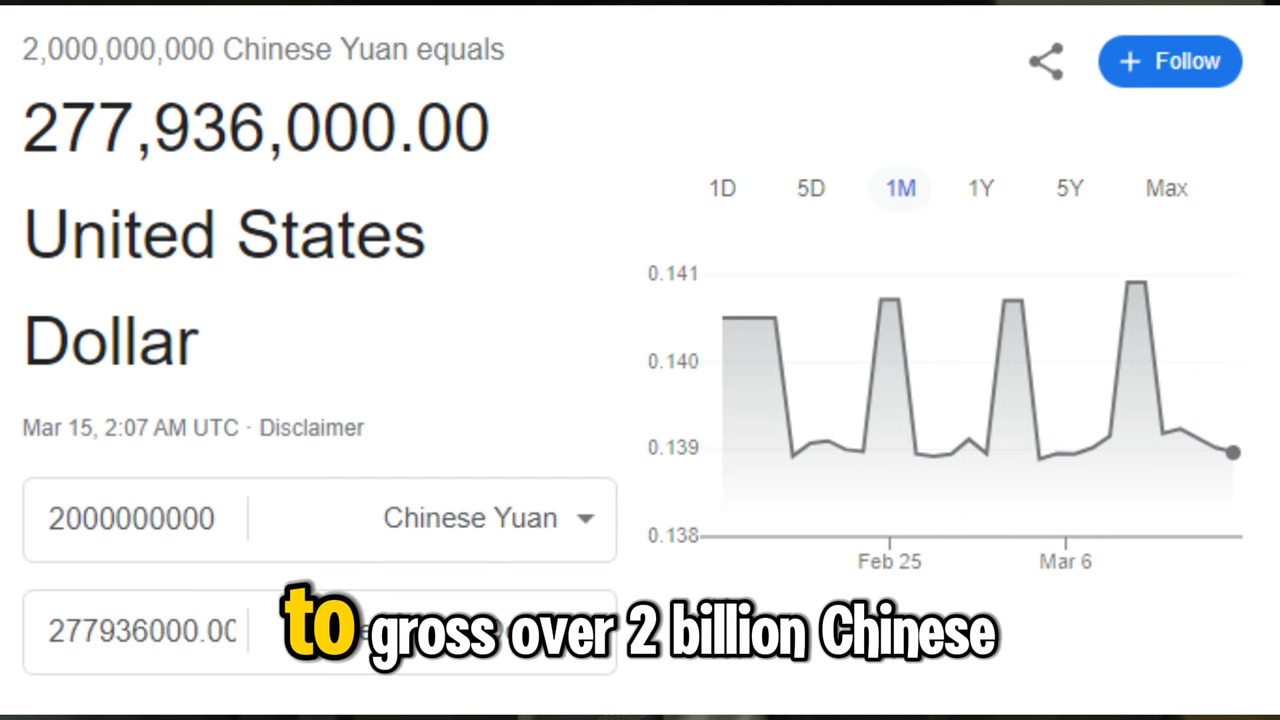 2,000,000,000 Chinese Yuan equals
277,936,000.00
United States
Dollar
Mar 15, 2:07 AM UTC · Disclaimer
2000000000 Chinese Yuan
277936000.00
+ Follow
1D 5D 1M 1Y 5Y Max
0.141
0.140
0.139
0.138
Feb 25 Mar 6
To gross over 2 billion Chinese